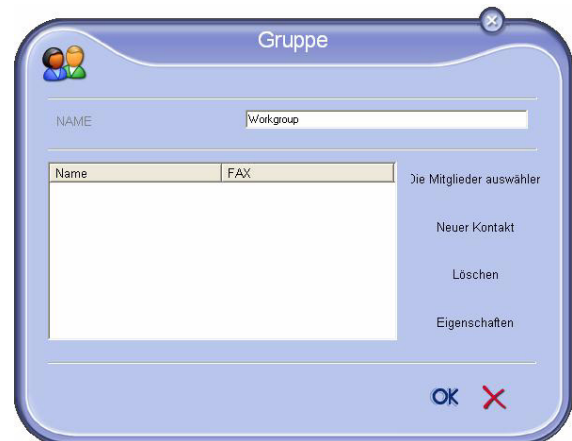 Gruppe
NAME
Workgroup
Name FAX
Die Mitglieder auswähler
Neuer Kontakt
Löschen
Eigenschaften
OK